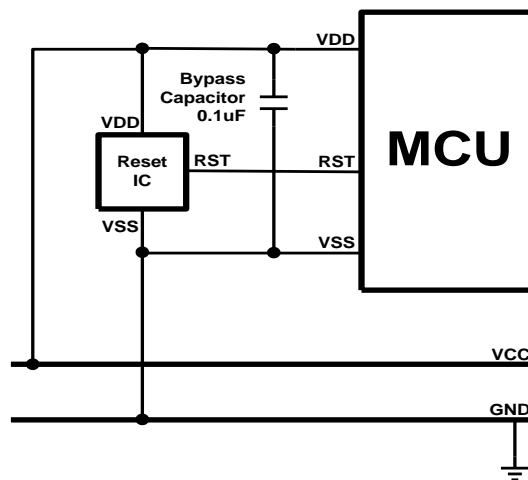 VDD
Bypass
Capacitor
0.1uF
VDD
Reset
IC
RST
RST
MCU
VSS
VSS
VCC
GND